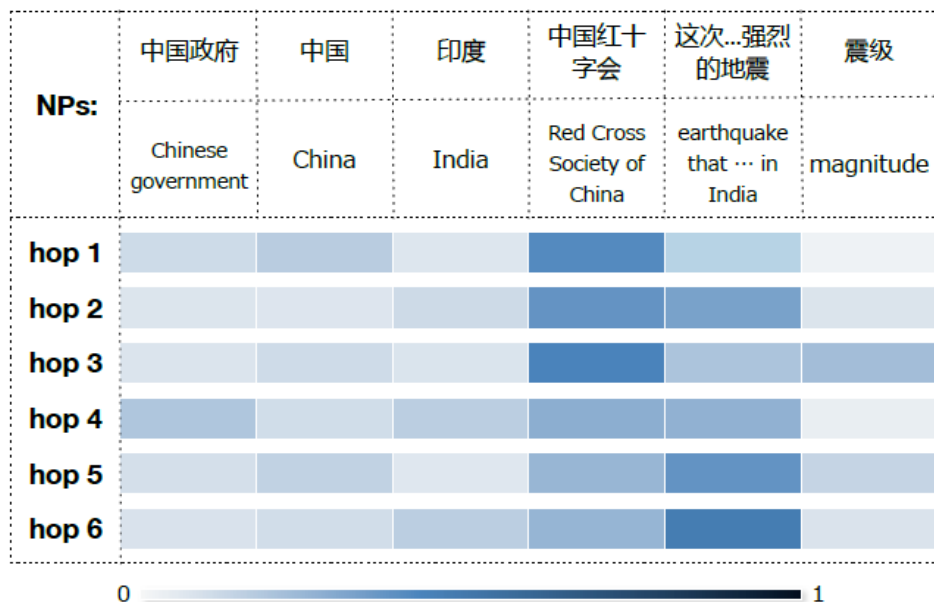 NPs:
中国政府
中国
印度
中国红十
字会
这次...强烈
的地震
震级
Chinese
government
China
India
Red Cross
Society of
China
earthquake
that … in
India
magnitude
hop 1
hop 2
hop 3
hop 4
hop 5
hop 6
0
1